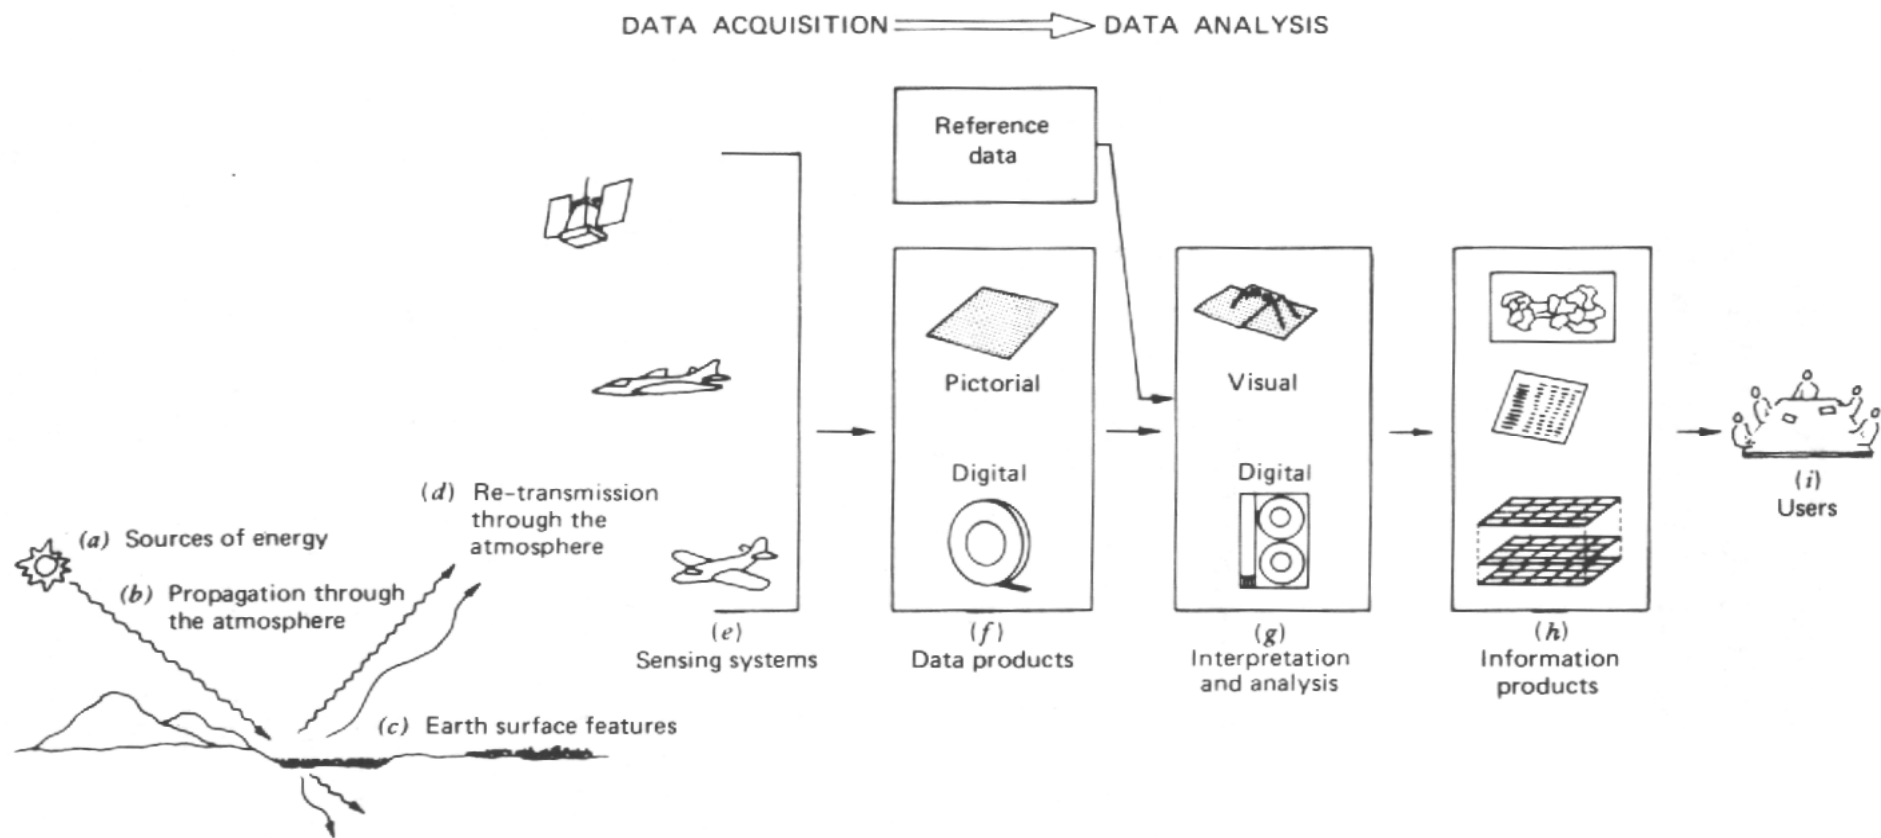 DATA ACQUISITION DATA ANALYSIS
Reference
data
Pictorial
Digital
Visual
Digital
(a) Sources of energy
(b) Propagation through
the atmosphere
(c) Earth surface features
(d) Re-transmission
through the
atmosphere
(e)
Sensing systems
(f)
Data products
(g)
Interpretation
and analysis
(h)
Information
products
(i)
Users